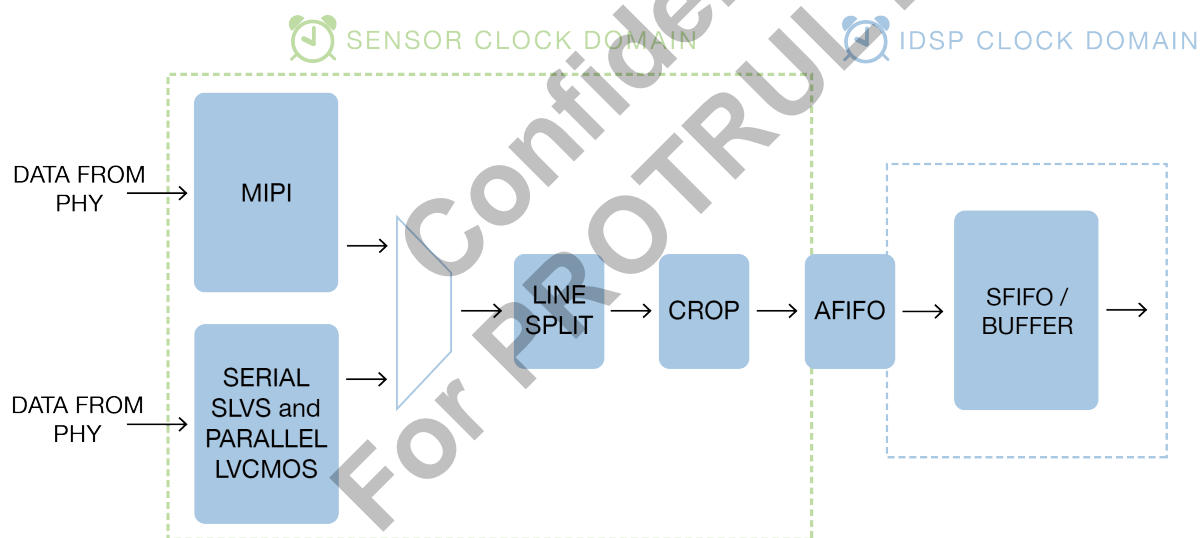 SENSOR CLOCK DOMAIN
IDSP CLOCK DOMAIN
DATA FROM
PHY
MIPI
DATA FROM
PHY
SERIAL
SLVS and
PARALLEL
LVCMOS
LINE
SPLIT
CROP
AFIFO
SFIFO /
BUFFER
For PROTRUL